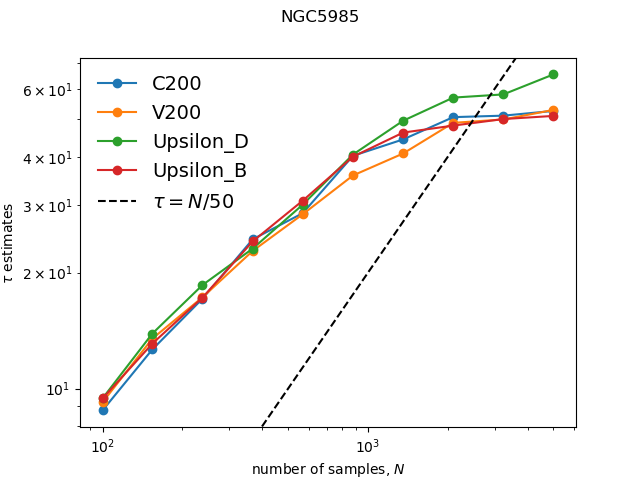 NGC5985
C200
V200
Upsilon_D
Upsilon_B
τ = N/50
6 × 10¹
4 × 10¹
3 × 10¹
2 × 10¹
10¹
τ estimates
10² 10³
number of samples, N